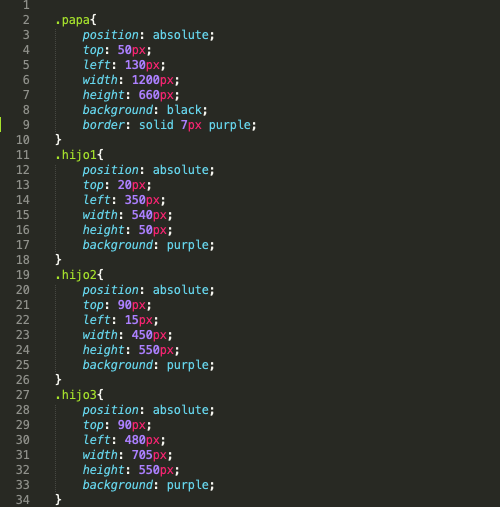 1
2 .papa{
3 position: absolute;
4 top: 50px;
5 left: 130px;
6 width: 1200px;
7 height: 660px;
8 background: black;
9 border: solid 7px purple;
10 }
11 .hijo1{
12 position: absolute;
13 top: 20px;
14 left: 350px;
15 width: 540px;
16 height: 50px;
17 background: purple;
18 }
19 .hijo2{
20 position: absolute;
21 top: 90px;
22 left: 15px;
23 width: 450px;
24 height: 550px;
25 background: purple;
26 }
27 .hijo3{
28 position: absolute;
29 top: 90px;
30 left: 480px;
31 width: 705px;
32 height: 550px;
33 background: purple;
34 }